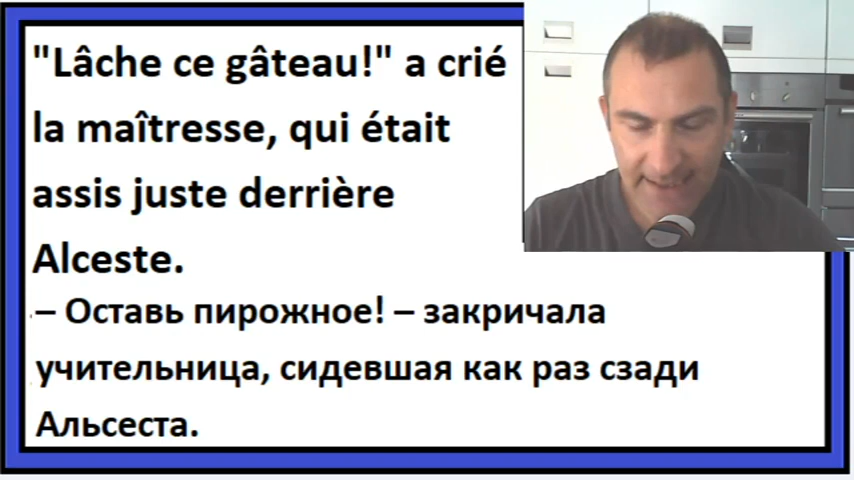 "Lâche ce gâteau!" a crié
la maîtresse, qui était
assis juste derrière
Alceste.
– Оставь пирожное! – закричала
учительница, сидевшая как раз сзади
Альсеста.